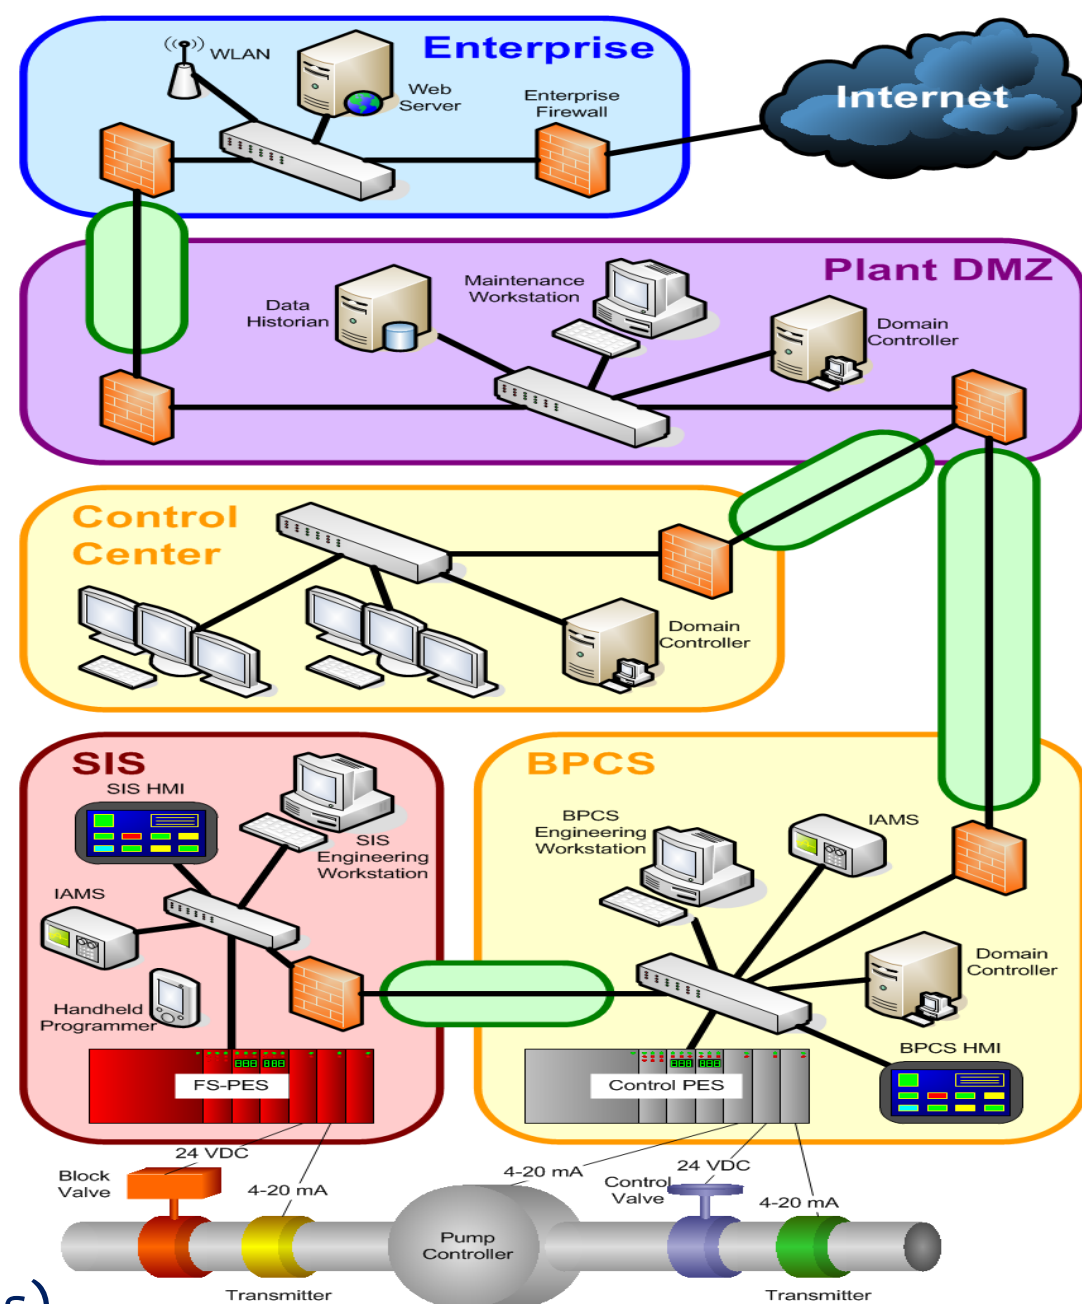 Enterprise
WLAN
Web
Server
Enterprise
Firewall
Internet
Plant DMZ
Data
Historian
Maintenance
Workstation
Domain
Controller
Control
Center
Domain
Controller
SIS
SIS HMI
SIS
Engineering
Workstation
IAMS
Handheld
Programmer
FS-PES
BPCS
BPCS
Engineering
Workstation
IAMS
Domain
Controller
BPCS HMI
Control PES
Block
Valve
24 VDC
4-20 mA
Transmitter
Pump
Controller
4-20 mA
Control
Valve
24 VDC
4-20 mA
Transmitter
s)